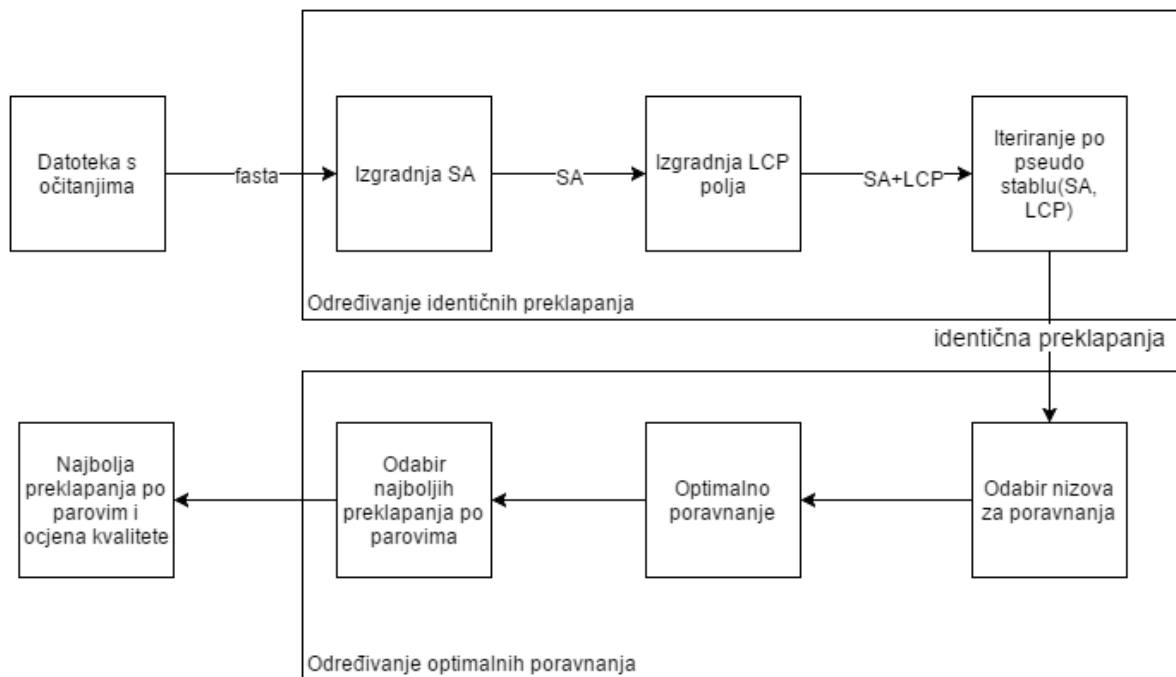 Datoteka s
očitanjima
fasta
Izgradnja SA
SA
Izgradnja LCP
polja
SA+LCP
Iteriranje po
pseudo
stablu(SA,
LCP)
Određivanje identičnih preklapanja
identična preklapanja
Odabir nizova
za poravnanja
Optimalno
poravnanje
Odabir
najboljih
preklapanja po
parovima
Najbolja
preklapanja po
parovim i
ocjena kvalitete
Određivanje optimalnih poravnanja